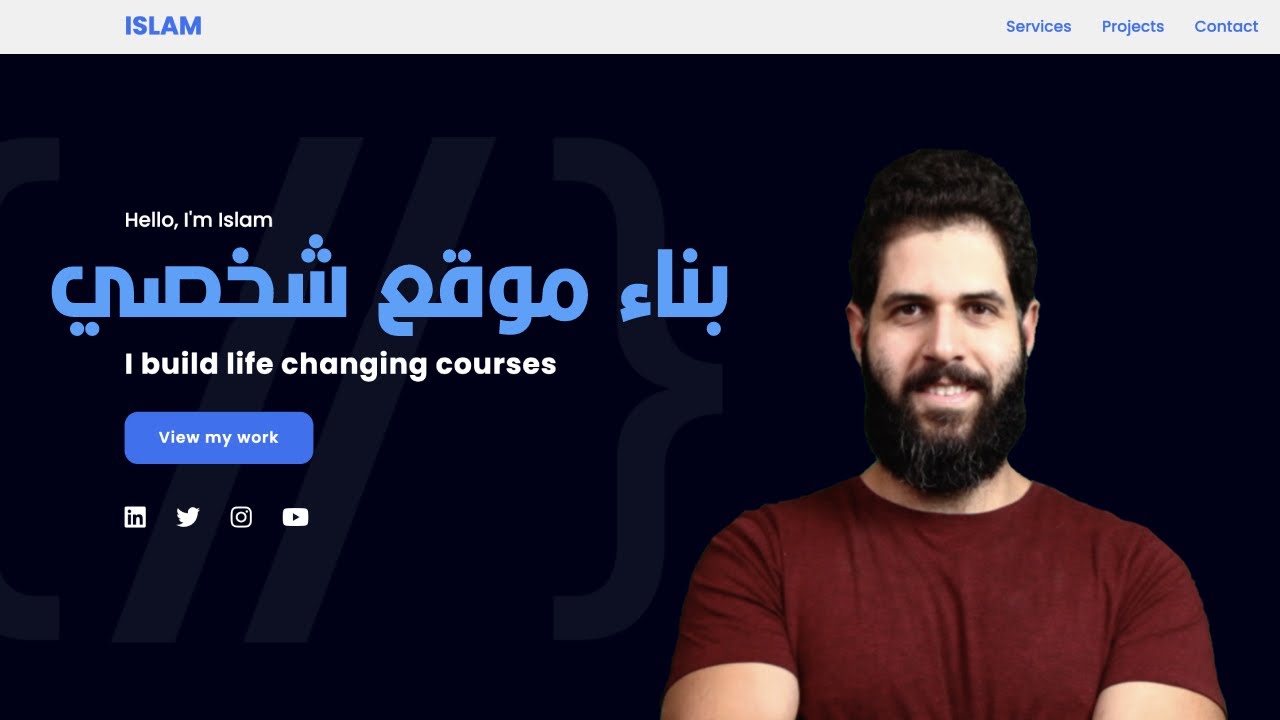 ISLAM
Services Projects Contact
Hello, I'm Islam
بناء موقع شخصي
I build life changing courses
View my work